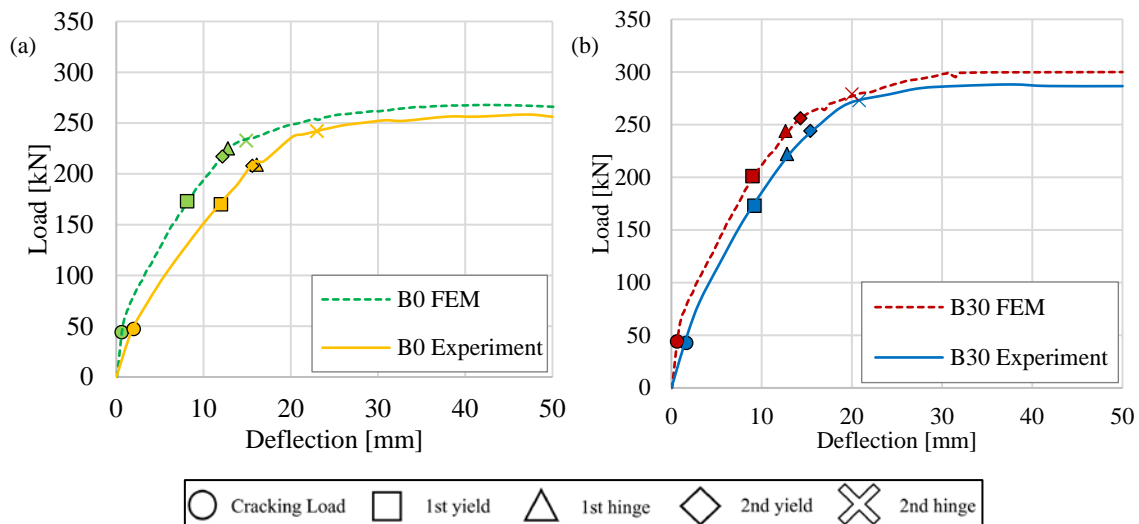 (a)
350
300
250
200
150
100
50
0
Load [kN]
0 10 20 30 40 50
Deflection [mm]
B0 FEM
B0 Experiment
(b)
350
300
250
200
150
100
50
0
Load [kN]
0 10 20 30 40 50
Deflection [mm]
B30 FEM
B30 Experiment
Cracking Load 1st yield 1st hinge 2nd yield 2nd hinge